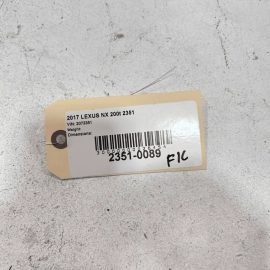 2017 LEXUS NX 200t 2351
VIN: 2072351
Weight:
Dimensions:
2351-0089
F1C